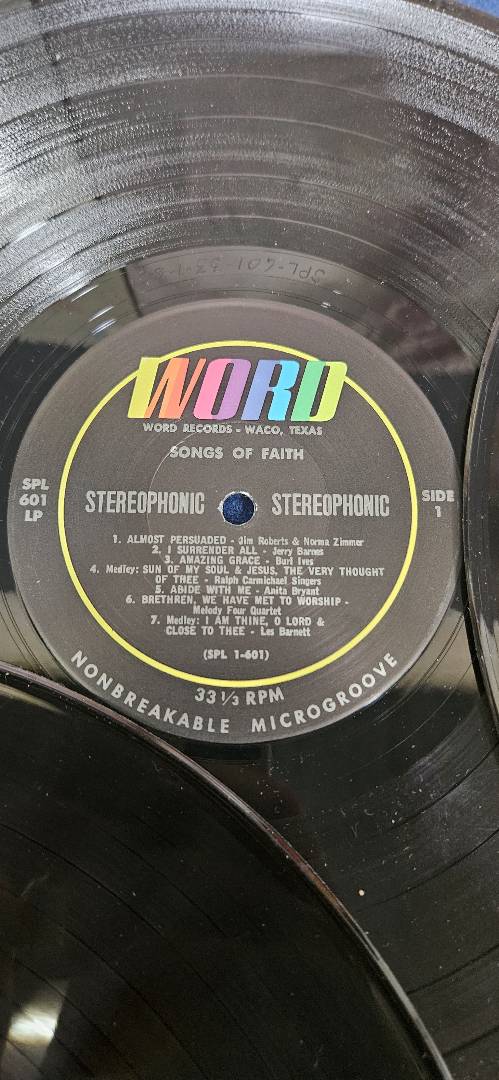 SPL-601
WORD
WORD RECORDS - WACO, TEXAS
SONGS OF FAITH
SPL
601
LP
STEREOPHONIC STEREOPHONIC
SIDE
1
1. ALMOST PERSUADED - Jim Roberts & Norma Zimmer
2. I SURRENDER ALL - Jerry Barnes
3. AMAZING GRACE - Burl Ives
4. Medley: SUN OF MY SOUL & JESUS, THE VERY THOUGHT
OF THEE - Ralph Carmichael Singers
5. ABIDE WITH ME - Anita Bryant
6. BRETHREN, WE HAVE MET TO WORSHIP -
Melody Four Quartet
7. Medley: I AM THINE, O LORD &
CLOSE TO THEE - Les Barnett
(SPL 1-601)
33 1/3 RPM
NONBREAKABLE MICROGROOVE